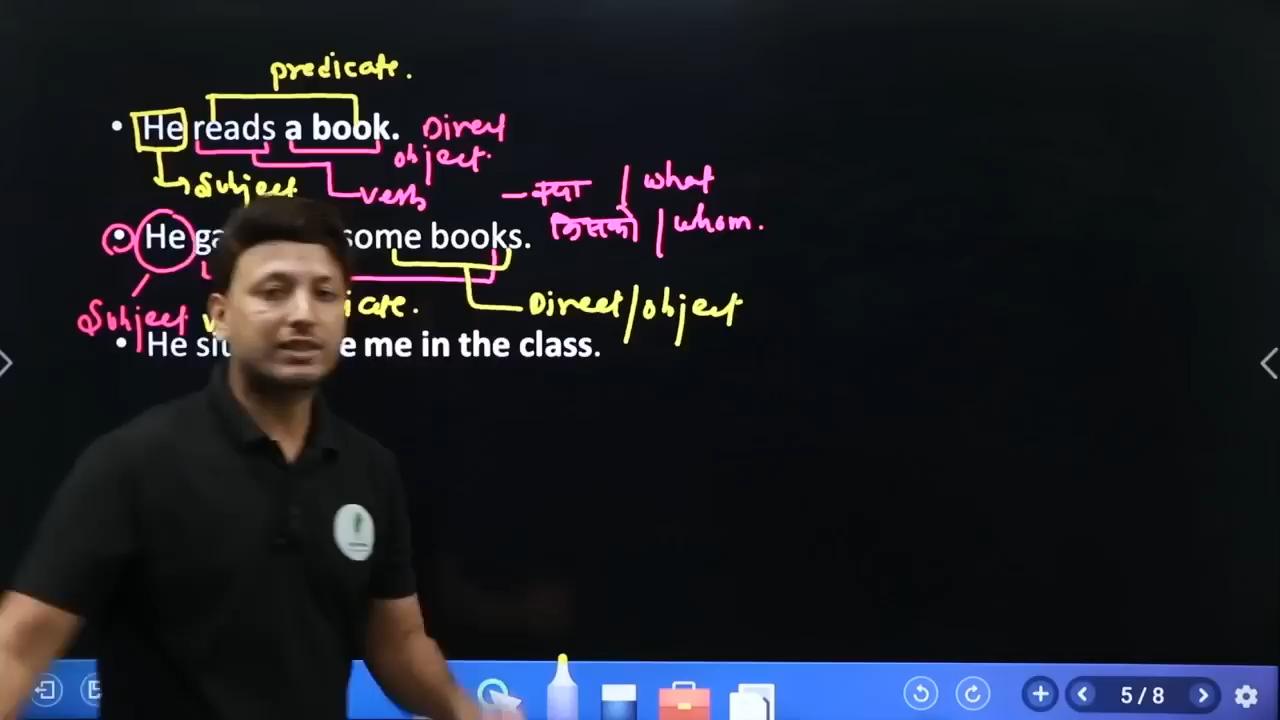 predicate.
• He reads a book. Direct
object.
Subject verb – क्या / what
• He some books. किसको / whom.
Subject Direct/object
• He me in the class.
5 / 8